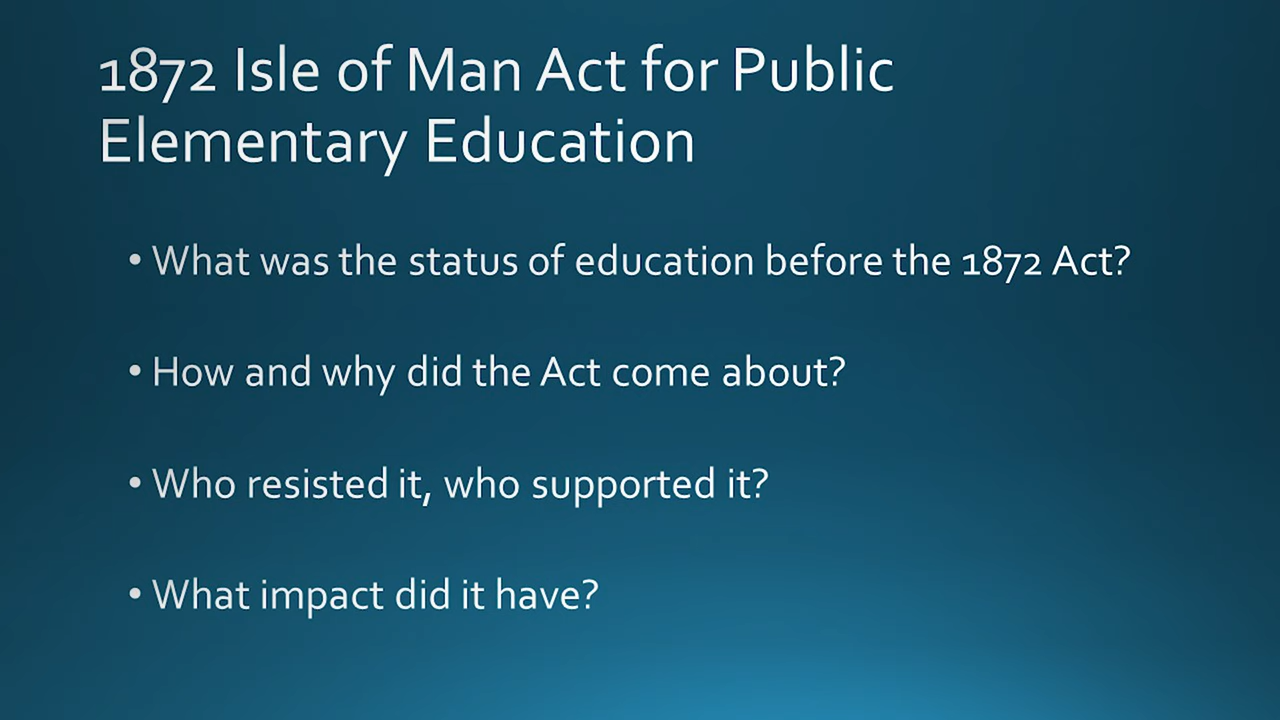 1872 Isle of Man Act for Public
Elementary Education
• What was the status of education before the 1872 Act?
• How and why did the Act come about?
• Who resisted it, who supported it?
• What impact did it have?